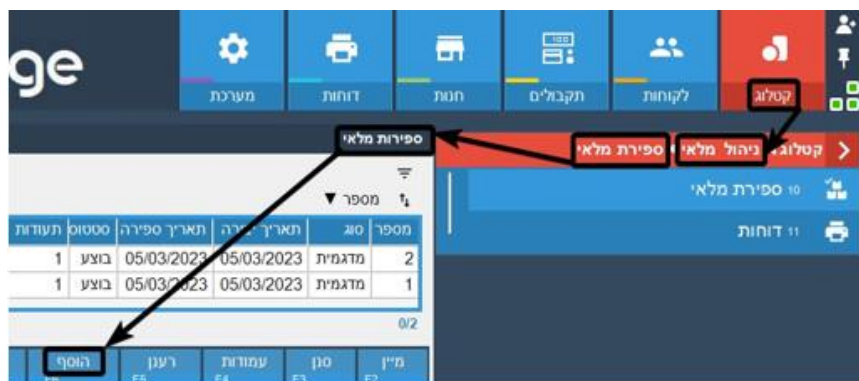 ge
קטלוג
לקוחות
תקבולים
חנות
דוחות
מערכת
קטלוג ניהול מלאי ספירת מלאי
10 ספירת מלאי
11 דוחות
ספירות מלאי
מספר ▼
מספר סוג תאריך יצירה תאריך ספירה סטטוס תעודות
2 מדגמית 05/03/2023 05/03/2023 בוצע 1
1 מדגמית 05/03/2023 05/03/2023 בוצע 1
0/2
מיין סנן עמודות רענן הוסף
F2 F3 F4 F5 F6